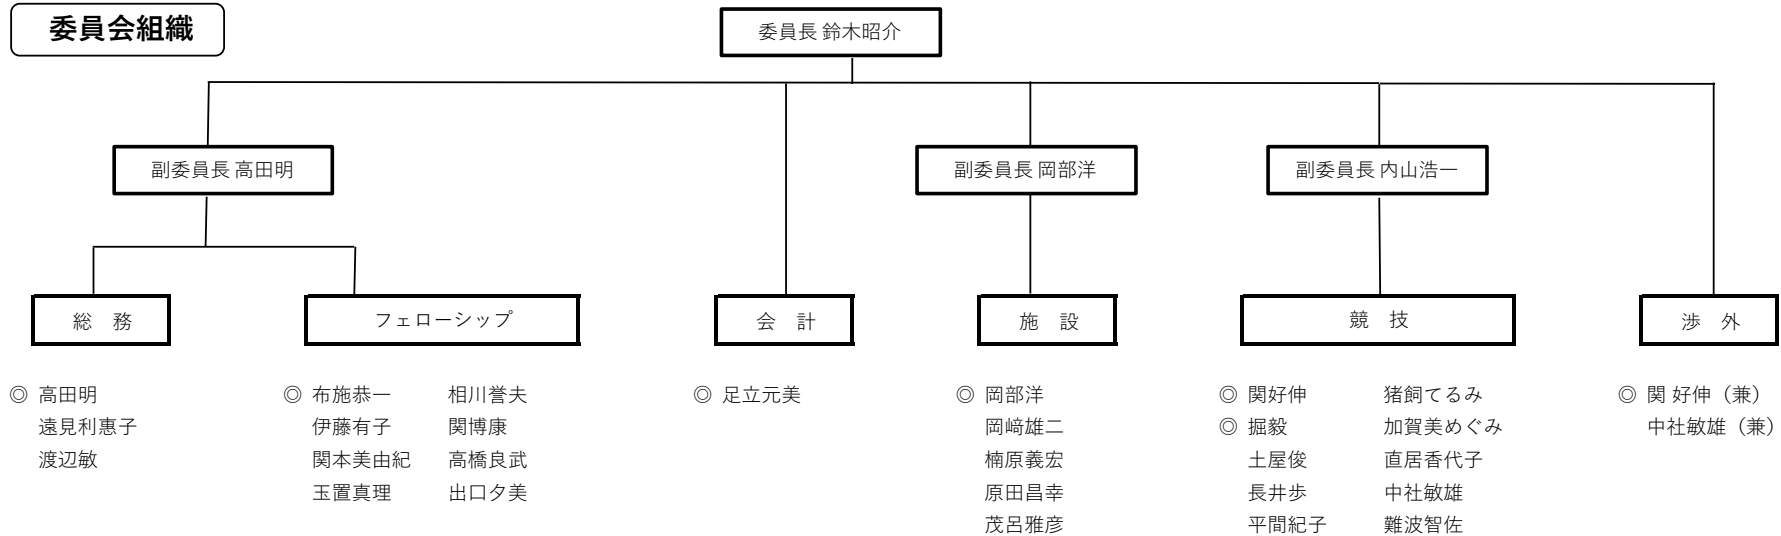 委員会組織
委員長 鈴木昭介
副委員長 高田明
副委員長 岡部洋
副委員長 内山浩一
総　務
フェローシップ
会　計
施　設
競　技
渉　外
◎ 高田明
遠見利惠子
渡辺敏
◎ 布施恭一 相川誉夫
伊藤有子 関博康
関本美由紀 高橋良武
玉置真理 出口夕美
◎ 足立元美
◎ 岡部洋
岡﨑雄二
楠原義宏
原田昌幸
茂呂雅彦
◎ 関好伸 猪飼てるみ
◎ 掘毅 加賀美めぐみ
土屋俊 直居香代子
長井歩 中社敏雄
平間紀子 難波智佐
◎ 関 好伸（兼）
中社敏雄（兼）